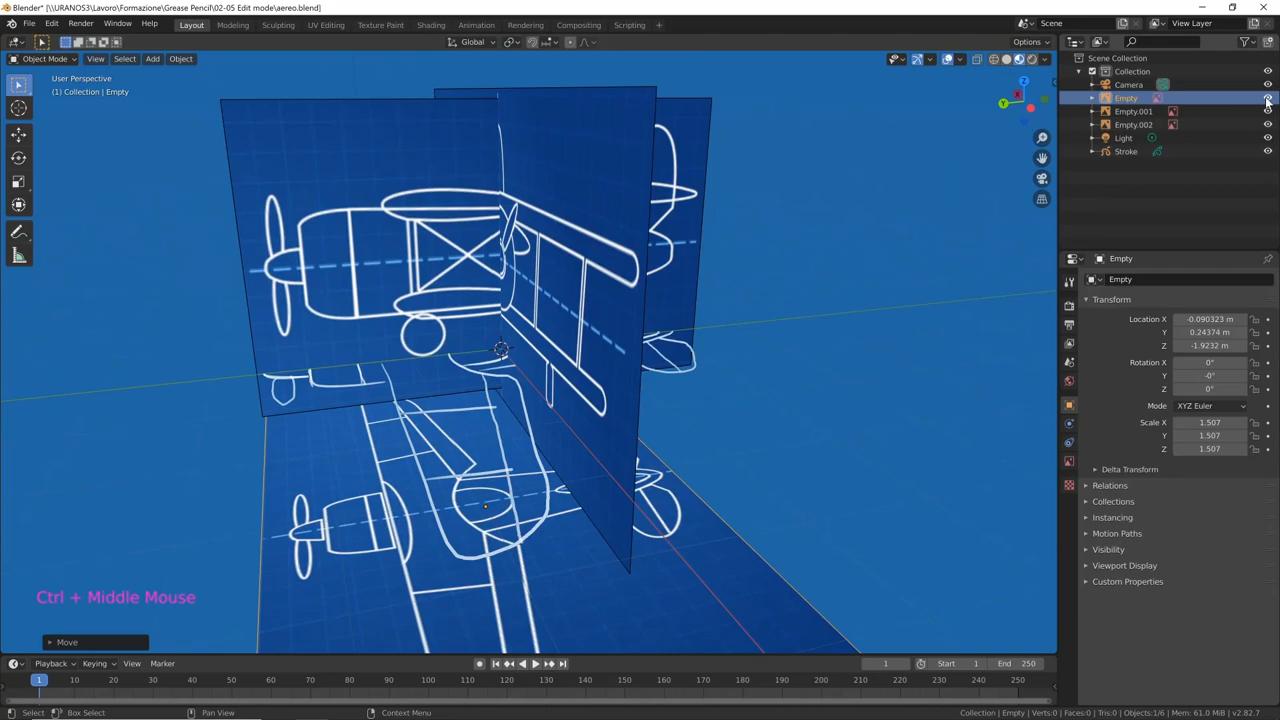 Blender* [\\URANOS3\Lavoro\Formazione\Grease Pencil\02-05 Edit mode\aereo.blend]
File Edit Render Window Help Layout Modeling Sculpting UV Editing Texture Paint Shading Animation Rendering Compositing Scripting Scene View Layer
Global Options
Object Mode View Select Add Object
User Perspective
(1) Collection | Empty
Scene Collection
Collection
Camera
Empty
Empty.001
Empty.002
Light
Stroke
Empty
Empty
Transform
Location X -0.090323 m
Y 0.24374 m
Z -1.9232 m
Rotation X 0°
Y -0°
Z 0°
Mode XYZ Euler
Scale X 1.507
Y 1.507
Z 1.507
Delta Transform
Relations
Collections
Instancing
Motion Paths
Visibility
Viewport Display
Custom Properties
Z
Y
X
Ctrl + Middle Mouse
Move
Playback Keying View Marker 1 Start 1 End 250
1 10 20 30 40 50 60 70 80 90 100 110 120 130 140 150 160 170 180 190 200 210 220 230 240 250
Select Box Select Pan View Context Menu Collection | Empty | Verts:0 | Faces:0 | Tris:0 | Objects:1/6 | Mem: 61.0 MiB | v2.82.7